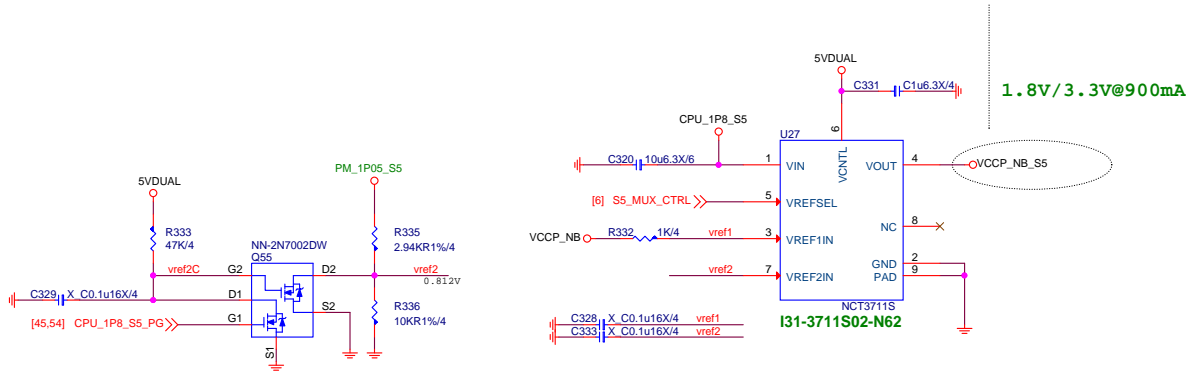 5VDUAL
C331
C1u6.3X/4
1.8V/3.3V@900mA
CPU_1P8_S5
U27
6
C320
10u6.3X/6
1
VIN
VCNTL
VOUT
4
VCCP_NB_S5
PM_1P05_S5
5VDUAL
[6] S5_MUX_CTRL
5
VREFSEL
NC
8
R333
47K/4
NN-2N7002DW
Q55
R335
2.94KR1%/4
VCCP_NB
R332
1K/4
vref1
3
VREF1IN
vref2C
G2
D2
vref2
0.812V
GND
2
PAD
9
vref2
7
VREF2IN
C329
X_C0.1u16X/4
D1
S2
R336
10KR1%/4
NCT3711S
I31-3711S02-N62
[45,54] CPU_1P8_S5_PG
G1
C328
X_C0.1u16X/4
vref1
C333
X_C0.1u16X/4
vref2
S1